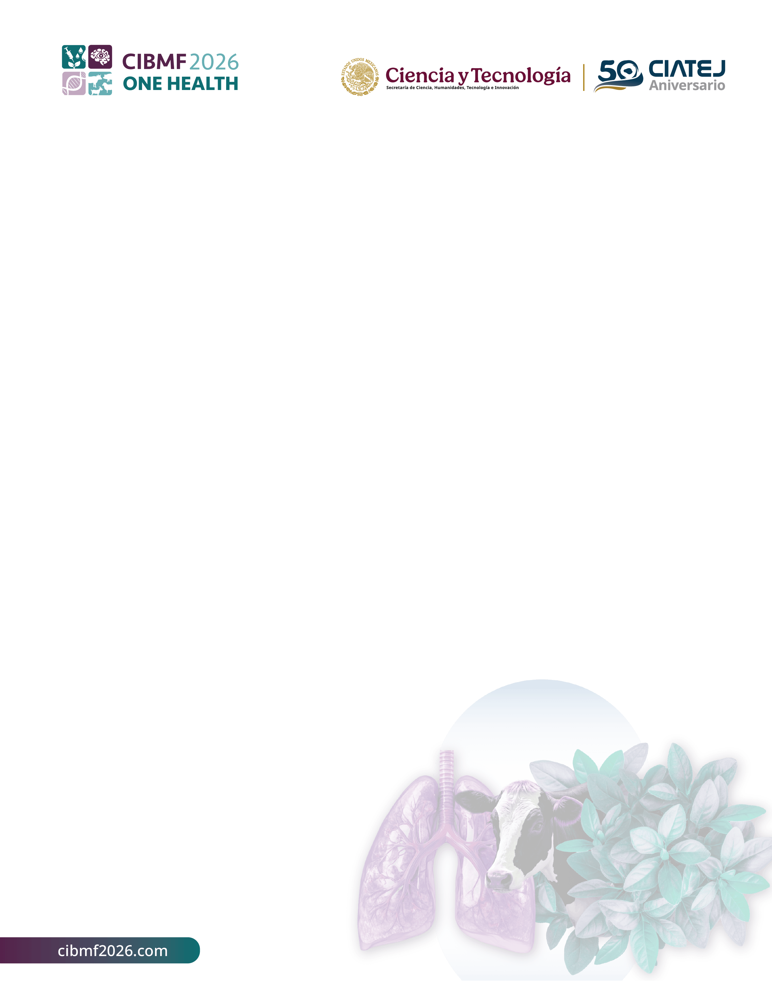 CIBMF 2026
ONE HEALTH
ESTADOS UNIDOS MEXICANOS
Ciencia y Tecnología
Secretaría de Ciencia, Humanidades, Tecnología e Innovación
50 CIATEJ
Aniversario
cibmf2026.com